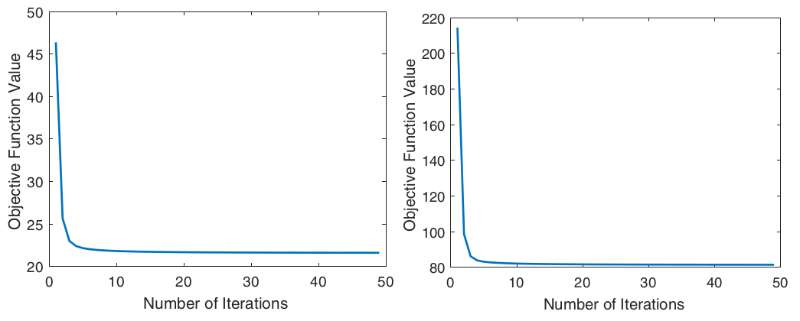 50
45
40
35
30
25
20
0 10 20 30 40 50
Number of Iterations
Objective Function Value
220
200
180
160
140
120
100
80
0 10 20 30 40 50
Number of Iterations
Objective Function Value